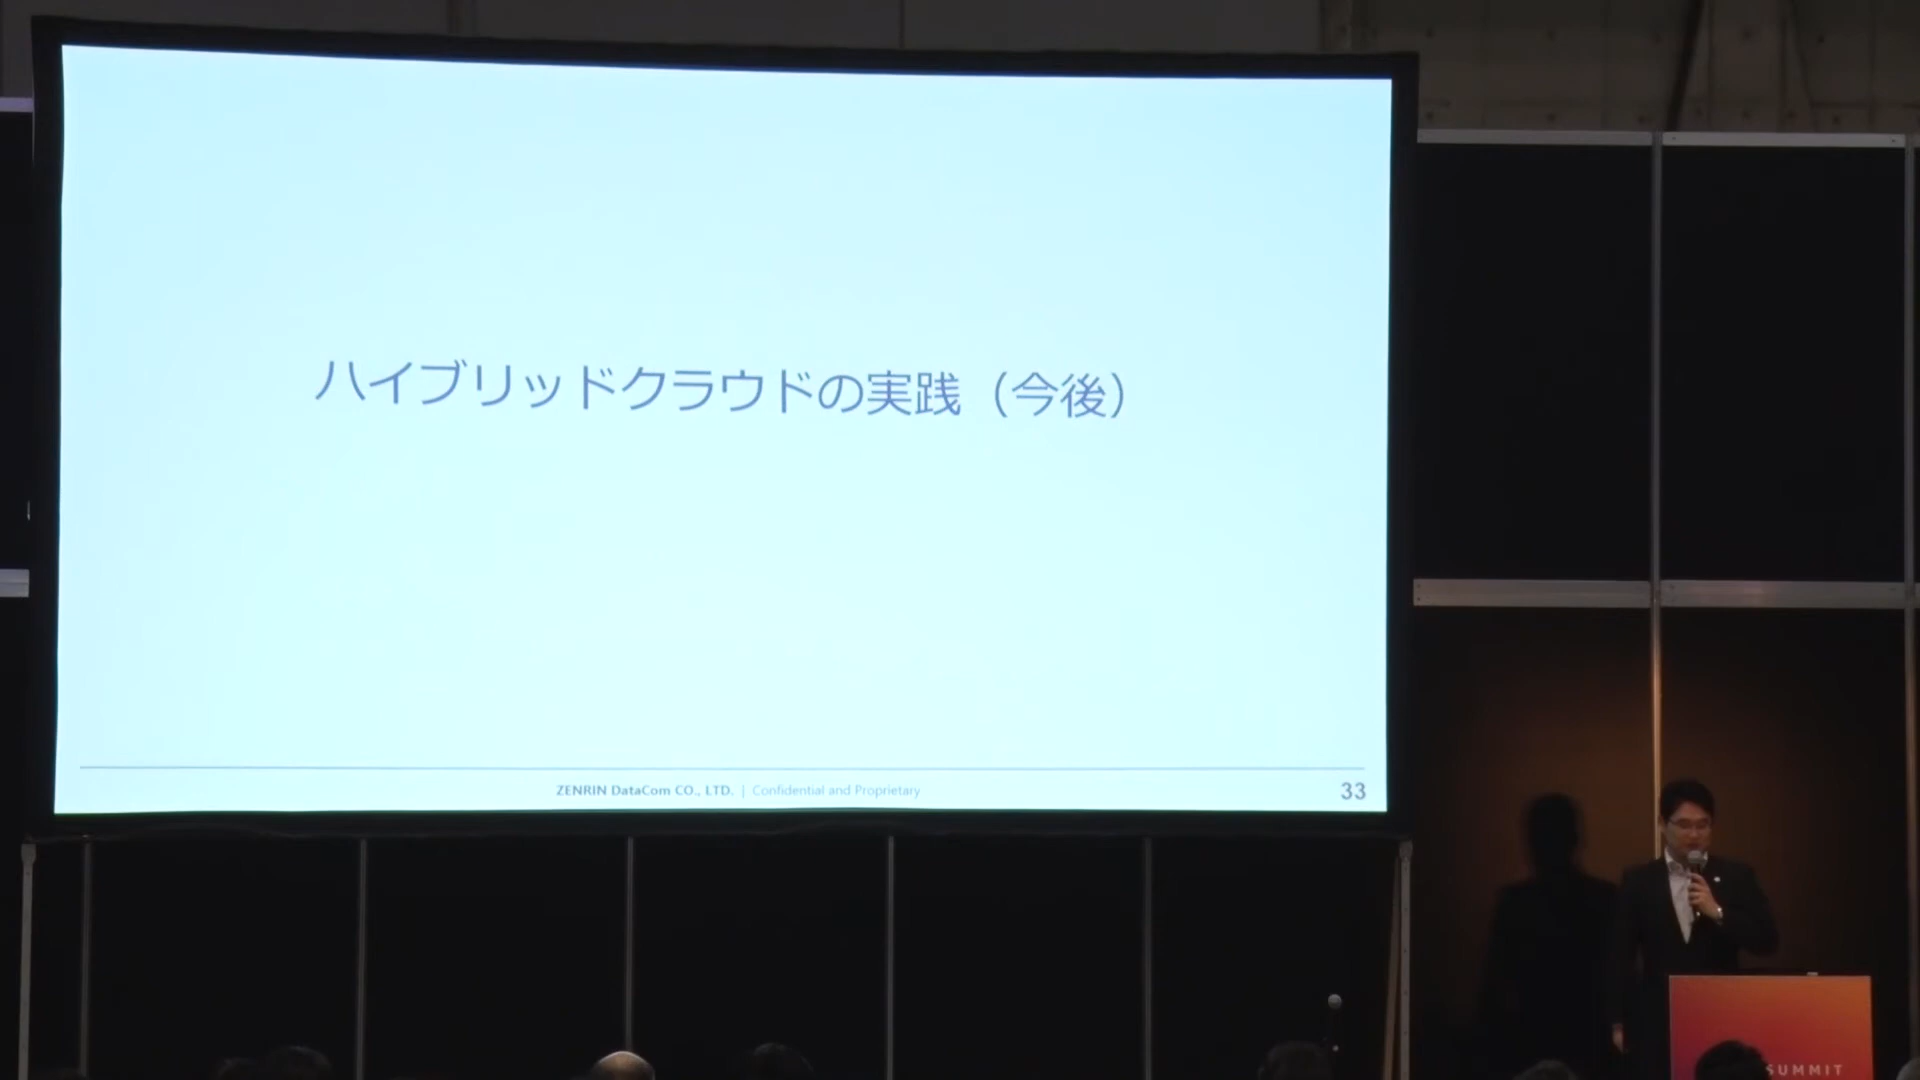 ハイブリッドクラウドの実践（今後）
ZENRIN DataCom CO., LTD. | Confidential and Proprietary
33
SUMMIT